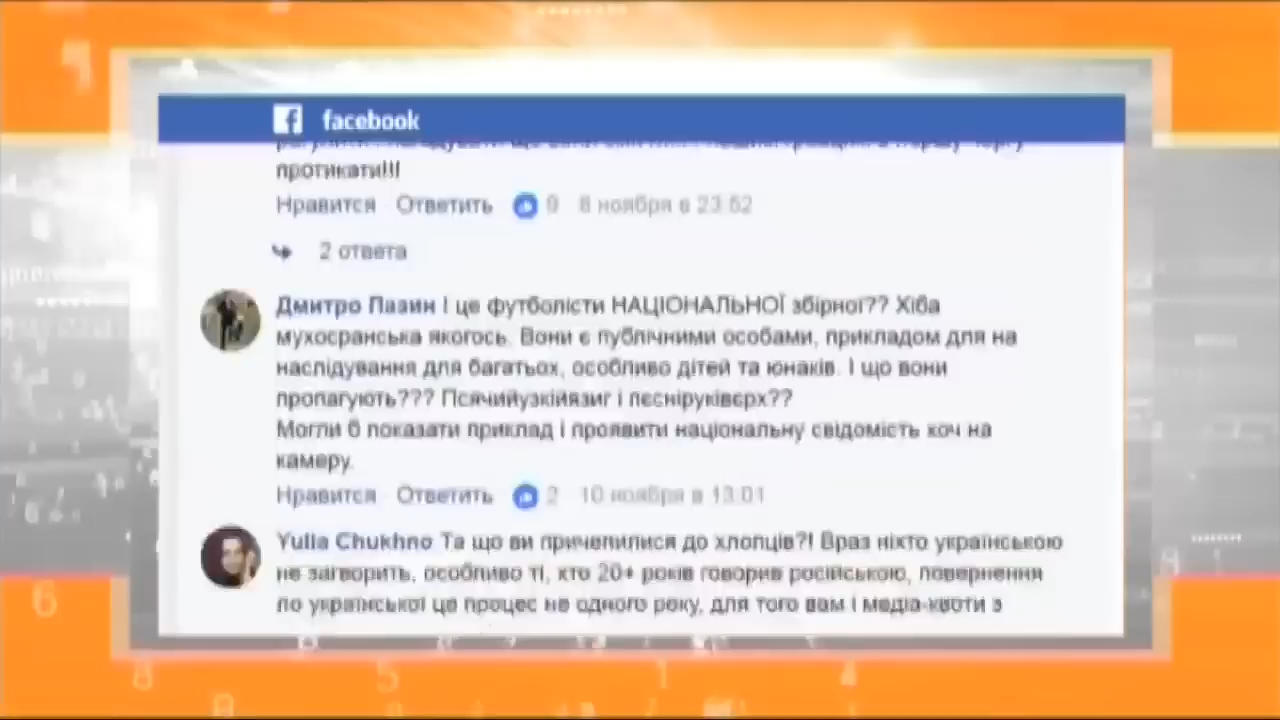 facebook
протикати!!!
Нравится Ответить 9 8 ноября в 23:52
2 ответа
Дмитро Пазин І це футболісти НАЦІОНАЛЬНОЇ збірної?? Хіба
мухосранська якогось. Вони є публічними особами, прикладом для на
наслідування для багатьох, особливо дітей та юнаків. І що вони
пропагують??? Псячийузкійязиг і пєсніруківєрх??
Могли б показати приклад і проявити національну свідомість хоч на
камеру.
Нравится Ответить 2 10 ноября в 13:01
Yulia Chukhno Та що ви причепилися до хлопців?! Враз ніхто українською
не заговорить, особливо ті, хто 20+ років говорив російською, повернення
до української це процес не одного року, для того вам і медіа-квоти з